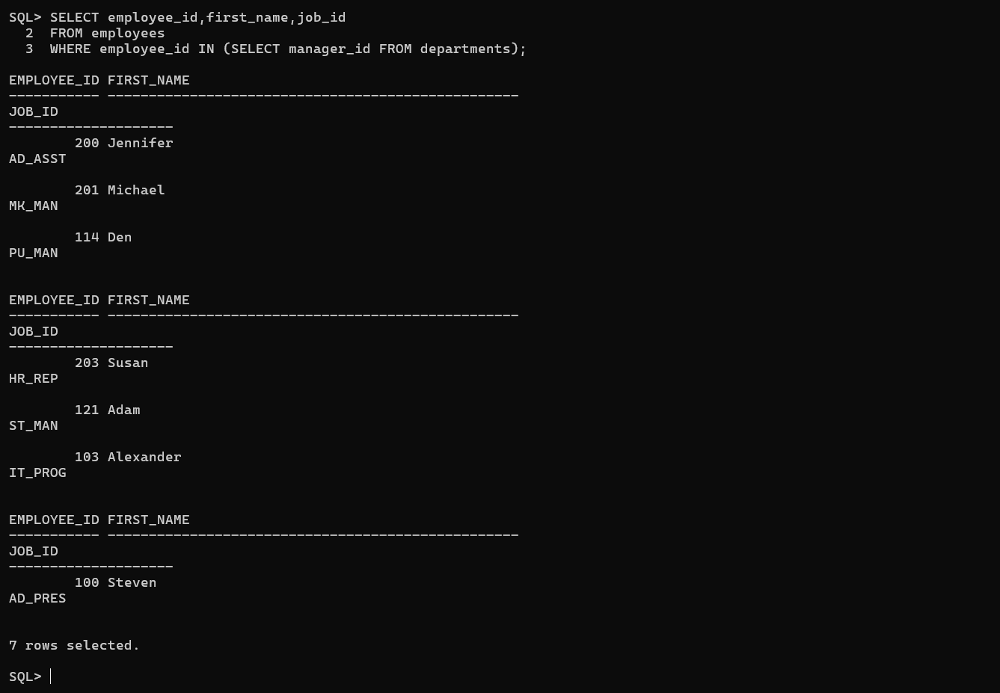 SQL> SELECT employee_id,first_name,job_id
  2  FROM employees
  3  WHERE employee_id IN (SELECT manager_id FROM departments);
EMPLOYEE_ID FIRST_NAME
----------- --------------------------------------------------
JOB_ID
--------------------
        200 Jennifer
AD_ASST
        201 Michael
MK_MAN
        114 Den
PU_MAN
EMPLOYEE_ID FIRST_NAME
----------- --------------------------------------------------
JOB_ID
--------------------
        203 Susan
HR_REP
        121 Adam
ST_MAN
        103 Alexander
IT_PROG
EMPLOYEE_ID FIRST_NAME
----------- --------------------------------------------------
JOB_ID
--------------------
        100 Steven
AD_PRES
7 rows selected.
SQL>